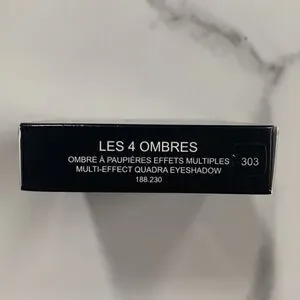 LES 4 OMBRES
OMBRE À PAUPIÈRES EFFETS MULTIPLES
303
MULTI-EFFECT QUADRA EYESHADOW
188.230